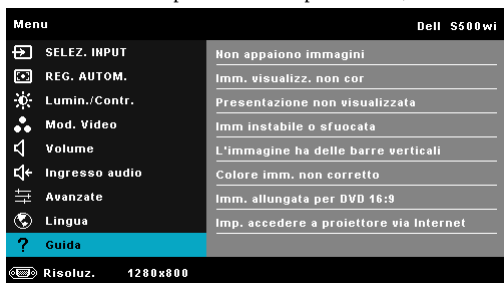 Menu Dell S500wi
SELEZ. INPUT
REG. AUTOM.
Lumin./Contr.
Mod. Video
Volume
Ingresso audio
Avanzate
Lingua
? Guida
Non appaiono immagini
Imm. visualizz. non cor
Presentazione non visualizzata
Imm instabile o sfuocata
L'immagine ha delle barre verticali
Colore imm. non corretto
Imm. allungata per DVD 16:9
Imp. accedere a proiettore via Internet
Risoluz. 1280x800